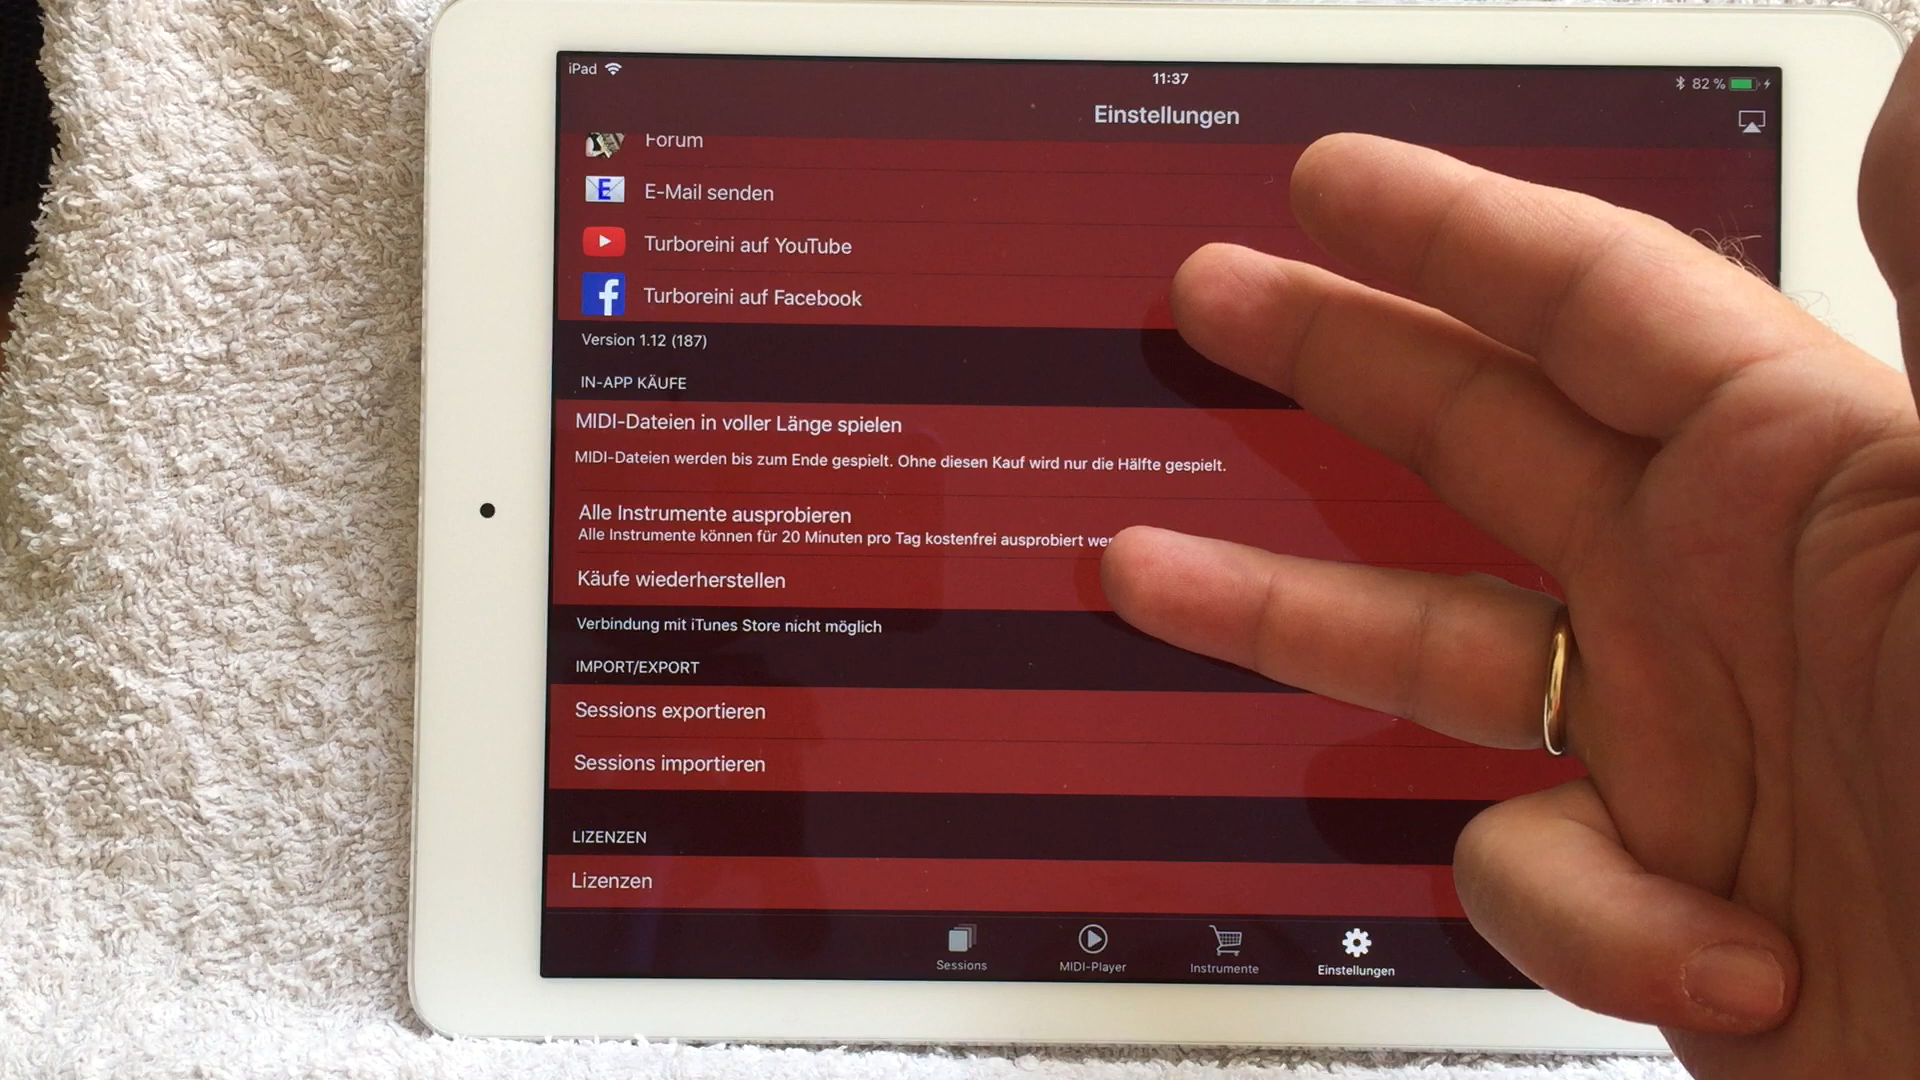 iPad
11:37
82 %
Einstellungen
Forum
E
E-Mail senden
Turboreini auf YouTube
f
Turboreini auf Facebook
Version 1.12 (187)
IN-APP KÄUFE
MIDI-Dateien in voller Länge spielen
MIDI-Dateien werden bis zum Ende gespielt. Ohne diesen Kauf wird nur die Hälfte gespielt.
Alle Instrumente ausprobieren
Alle Instrumente können für 20 Minuten pro Tag kostenfrei ausprobiert
Käufe wiederherstellen
Verbindung mit iTunes Store nicht möglich
IMPORT/EXPORT
Sessions exportieren
Sessions importieren
LIZENZEN
Lizenzen
Sessions
MIDI-Player
Instrumente
Einstellungen